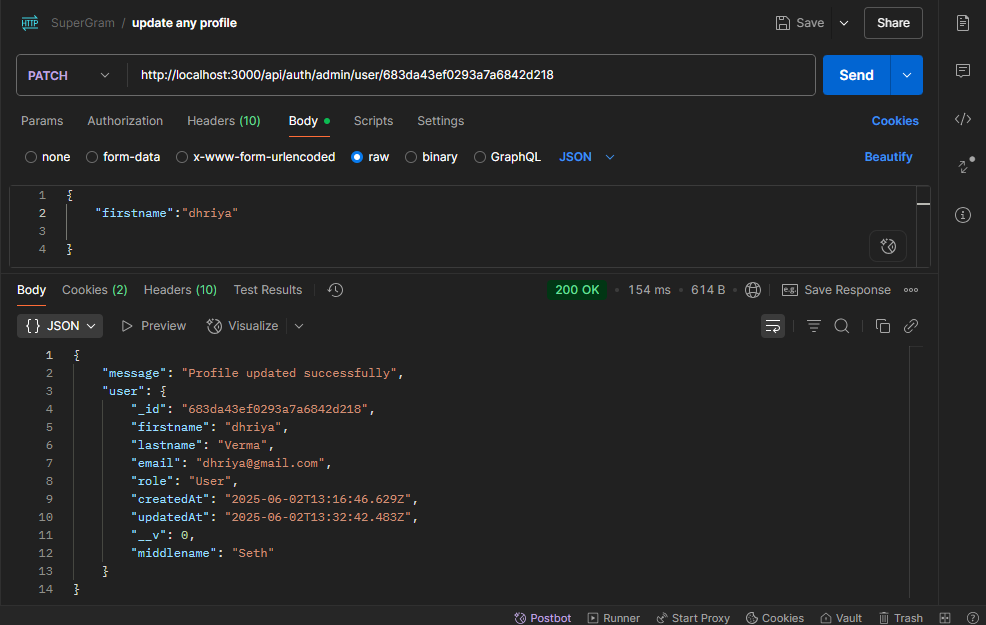 HTTP SuperGram / update any profile Save Share
PATCH http://localhost:3000/api/auth/admin/user/683da43ef0293a7a6842d218 Send
Params Authorization Headers (10) Body Scripts Settings Cookies
none form-data x-www-form-urlencoded raw binary GraphQL JSON Beautify
1 {
2 "firstname":"dhriya"
3
4 }
Body Cookies (2) Headers (10) Test Results 200 OK 154 ms 614 B e.g. Save Response
{} JSON Preview Visualize
1 {
2 "message": "Profile updated successfully",
3 "user": {
4 "_id": "683da43ef0293a7a6842d218",
5 "firstname": "dhriya",
6 "lastname": "Verma",
7 "email": "dhriya@gmail.com",
8 "role": "User",
9 "createdAt": "2025-06-02T13:16:46.629Z",
10 "updatedAt": "2025-06-02T13:32:42.483Z",
11 "__v": 0,
12 "middlename": "Seth"
13 }
14 }
Postbot Runner Start Proxy Cookies Vault Trash